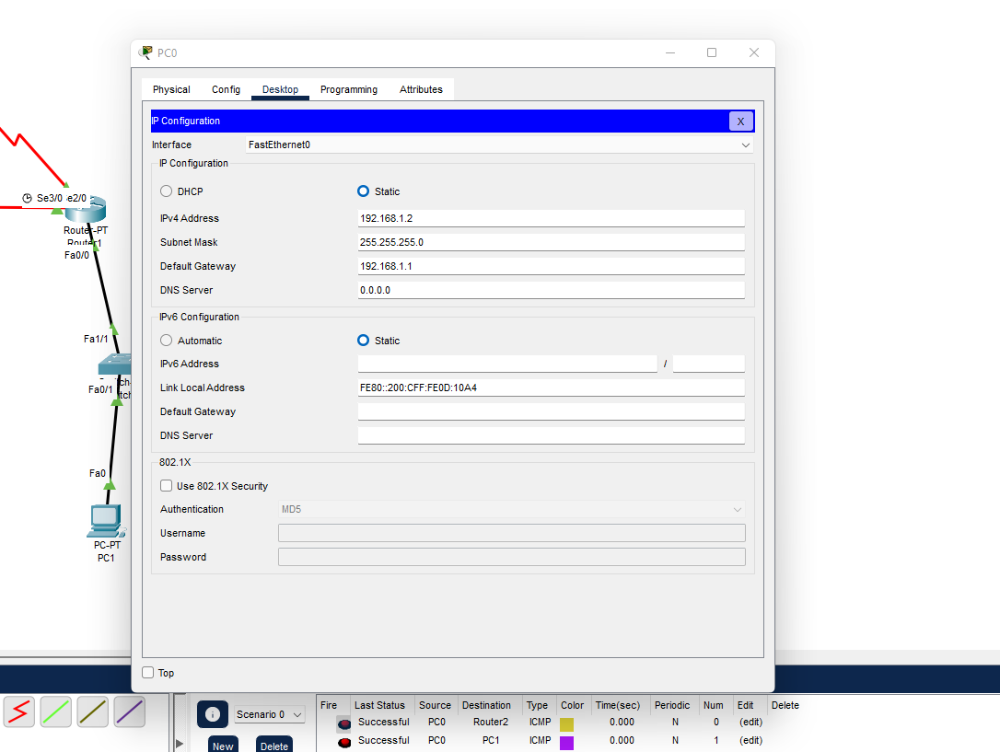 PC0
Physical Config Desktop Programming Attributes
IP Configuration X
Interface FastEthernet0
IP Configuration
DHCP Static
IPv4 Address 192.168.1.2
Subnet Mask 255.255.255.0
Default Gateway 192.168.1.1
DNS Server 0.0.0.0
IPv6 Configuration
Automatic Static
IPv6 Address /
Link Local Address FE80::200:CFF:FE0D:10A4
Default Gateway
DNS Server
802.1X
Use 802.1X Security
Authentication MD5
Username
Password
Top
Se3/0
Router-PT
Router1
Fa0/0
Fa1/1
Fa0/1
Fa0
PC-PT
PC1
Scenario 0
New Delete
Fire Last Status Source Destination Type Color Time(sec) Periodic Num Edit Delete
Successful PC0 Router2 ICMP 0.000 N 0 (edit)
Successful PC0 PC1 ICMP 0.000 N 1 (edit)